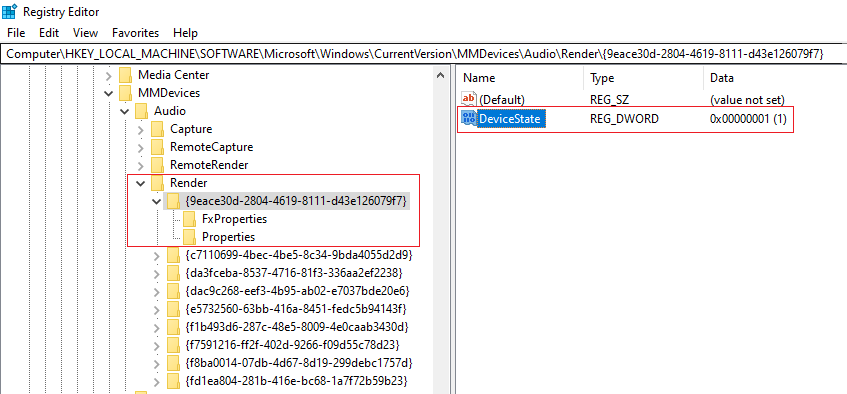 Registry Editor
File Edit View Favorites Help
Computer\HKEY_LOCAL_MACHINE\SOFTWARE\Microsoft\Windows\CurrentVersion\MMDevices\Audio\Render\{9eace30d-2804-4619-8111-d43e126079f7}
Media Center
MMDevices
Audio
Capture
RemoteCapture
RemoteRender
Render
{9eace30d-2804-4619-8111-d43e126079f7}
FxProperties
Properties
{c7110699-4bec-4be5-8c34-9bda4055d2d9}
{da3fceba-8537-4716-81f3-336aa2ef2238}
{dac9c268-eef3-4b95-ab02-e7037bde20e6}
{e5732560-63bb-416a-8451-fedc5b94143f}
{f1b493d6-287c-48e5-8009-4e0caab3430d}
{f7591216-ff2f-402d-9266-f09d55c78d23}
{f8ba0014-07db-4d67-8d19-299debc1757d}
{fd1ea804-281b-416e-bc68-1a7f72b59b23}
Name Type Data
ab (Default) REG_SZ (value not set)
DeviceState REG_DWORD 0x00000001 (1)